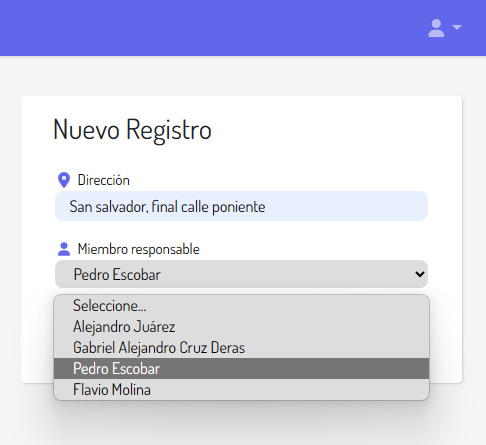 Nuevo Registro
Dirección
San salvador, final calle poniente
Miembro responsable
Pedro Escobar
Seleccione...
Alejandro Juárez
Gabriel Alejandro Cruz Deras
Pedro Escobar
Flavio Molina